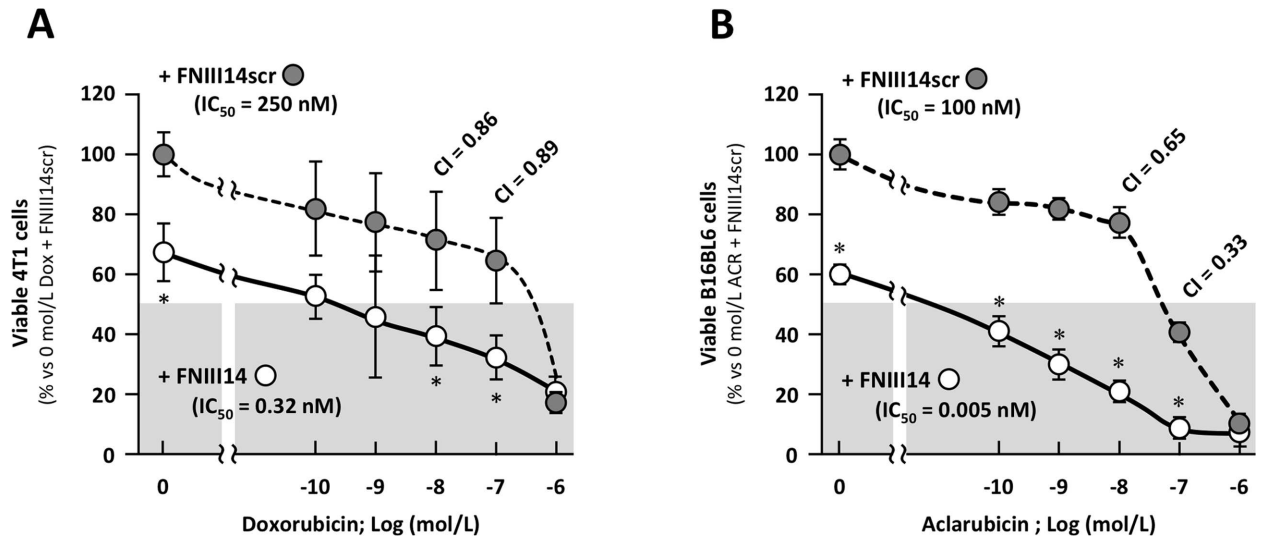 A
+ FNIII14scr
(IC50 = 250 nM)
120
100
80
60
40
20
0
Viable 4T1 cells
(% vs 0 mol/L Dox + FNIII14scr)
CI = 0.86
CI = 0.89
*
*
*
+ FNIII14
(IC50 = 0.32 nM)
0
-10
-9
-8
-7
-6
Doxorubicin; Log (mol/L)
B
+ FNIII14scr
(IC50 = 100 nM)
120
100
80
60
40
20
0
Viable B16BL6 cells
(% vs 0 mol/L ACR + FNIII14scr)
CI = 0.65
CI = 0.33
*
*
*
*
*
+ FNIII14
(IC50 = 0.005 nM)
0
-10
-9
-8
-7
-6
Aclarubicin ; Log (mol/L)